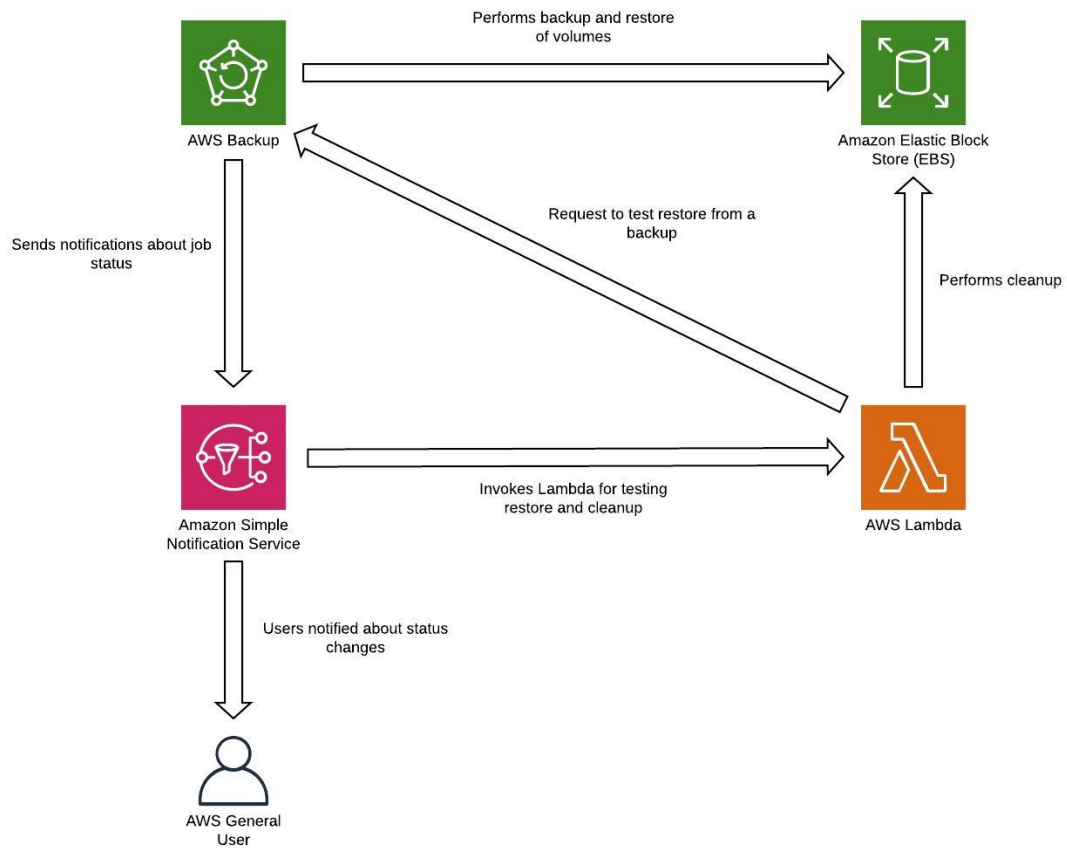 Performs backup and restore
of volumes
AWS Backup
Amazon Elastic Block
Store (EBS)
Request to test restore from a
backup
Sends notifications about job
status
Performs cleanup
Invokes Lambda for testing
restore and cleanup
Amazon Simple
Notification Service
AWS Lambda
Users notified about status
changes
AWS General
User